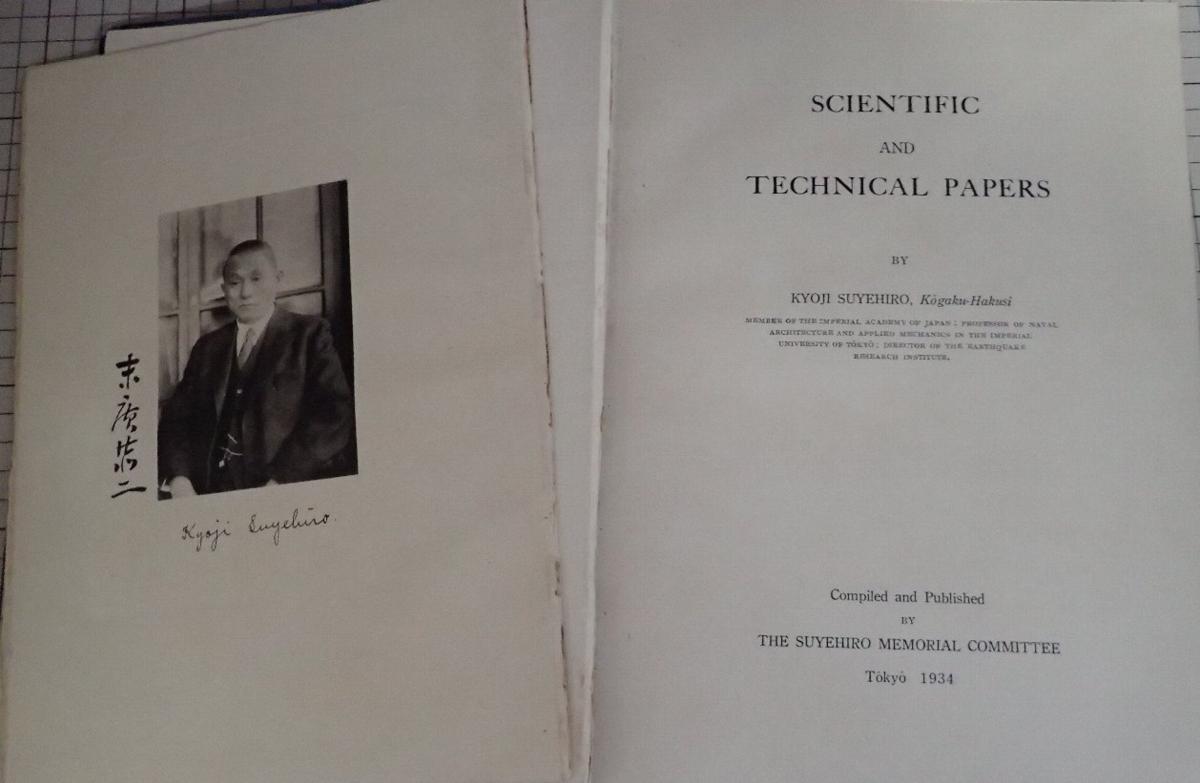 末
廣
恭
二
Kyoji Suyehiro.
SCIENTIFIC
AND
TECHNICAL PAPERS
BY
KYOJI SUYEHIRO, Kôgaku-Hakusi
MEMBER OF THE IMPERIAL ACADEMY OF JAPAN; PROFESSOR OF NAVAL
ARCHITECTURE AND APPLIED MECHANICS IN THE IMPERIAL
UNIVERSITY OF TÔKYÔ; DIRECTOR OF THE EARTHQUAKE
RESEARCH INSTITUTE.
Compiled and Published
BY
THE SUYEHIRO MEMORIAL COMMITTEE
Tôkyô 1934